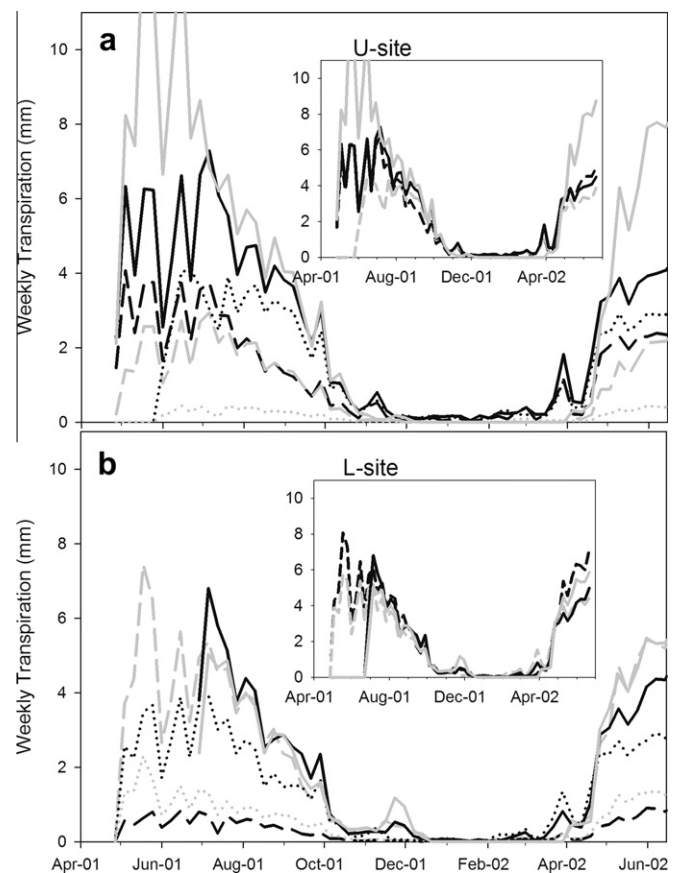 a
U-site
10
8
6
4
2
0
Weekly Transpiration (mm)
10
8
6
4
2
0
Apr-01 Aug-01 Dec-01 Apr-02
b
L-site
10
8
6
4
2
0
Weekly Transpiration (mm)
10
8
6
4
2
0
Apr-01 Aug-01 Dec-01 Apr-02
Apr-01 Jun-01 Aug-01 Oct-01 Dec-01 Feb-02 Apr-02 Jun-02